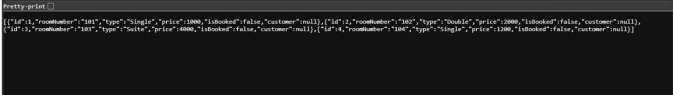 Pretty-print
[{"id":1,"roomNumber":"101","type":"Single","price":1000,"isBooked":false,"customer":null},{"id":2,"roomNumber":"102","type":"Double","price":2000,"isBooked":false,"customer":null},
{"id":3,"roomNumber":"103","type":"Suite","price":4000,"isBooked":false,"customer":null},{"id":4,"roomNumber":"104","type":"Single","price":1200,"isBooked":false,"customer":null}]